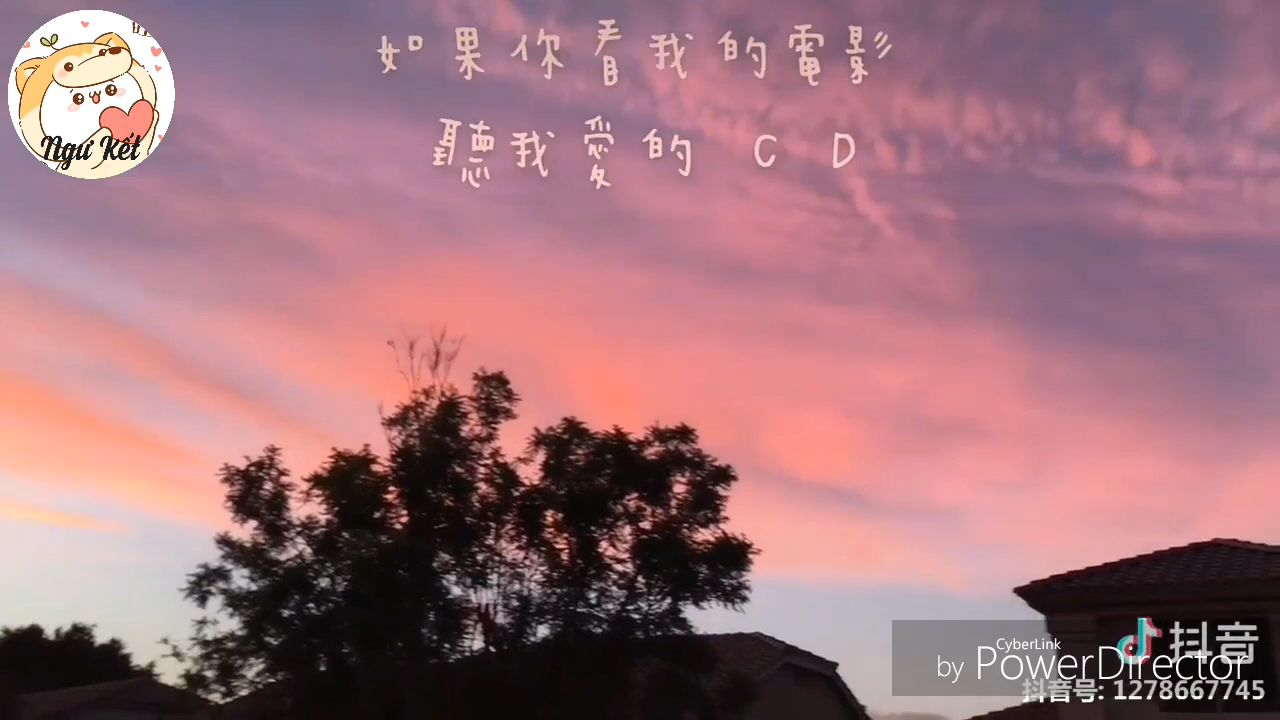 如果你看我的電影
聽我愛的 CD
Ngư Kết
CyberLink
by PowerDirector
抖音
抖音号: 1278667745